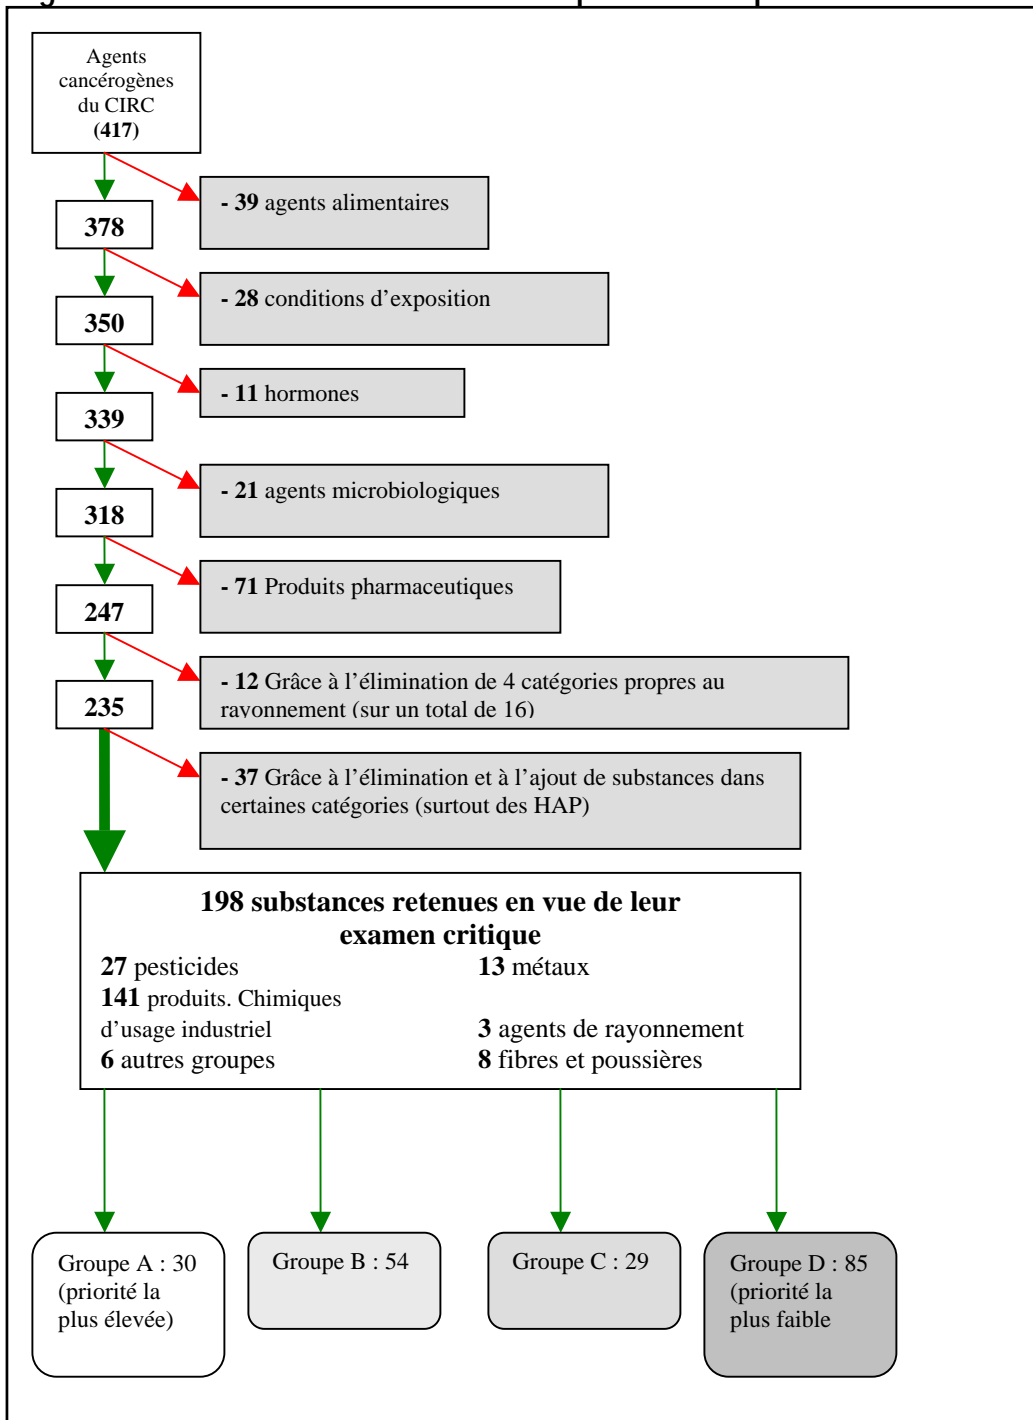 Agents
cancérogènes
du CIRC
(417)
- 39 agents alimentaires
378
- 28 conditions d’exposition
350
- 11 hormones
339
- 21 agents microbiologiques
318
- 71 Produits pharmaceutiques
247
- 12 Grâce à l’élimination de 4 catégories propres au
rayonnement (sur un total de 16)
235
- 37 Grâce à l’élimination et à l’ajout de substances dans
certaines catégories (surtout des HAP)
198 substances retenues en vue de leur
examen critique
27 pesticides
13 métaux
141 produits. Chimiques
d’usage industriel
3 agents de rayonnement
6 autres groupes
8 fibres et poussières
Groupe A : 30
(priorité la
plus élevée)
Groupe B : 54
Groupe C : 29
Groupe D : 85
(priorité la
plus faible